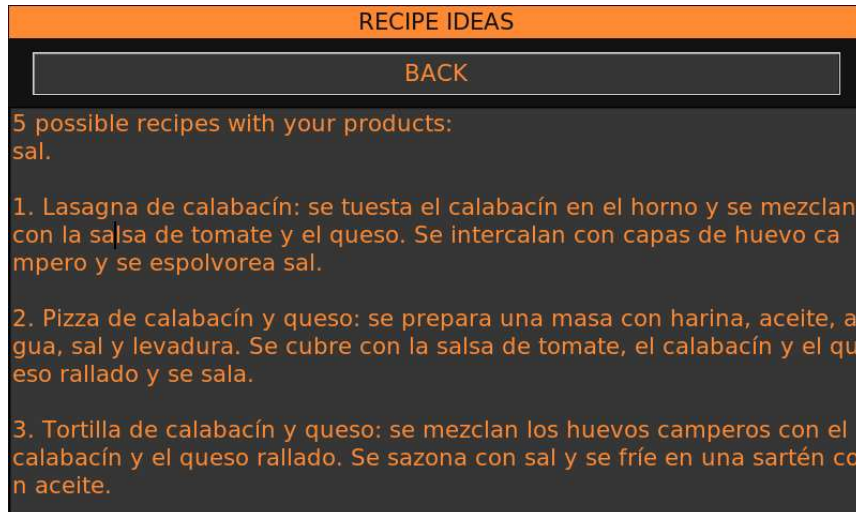 RECIPE IDEAS
BACK
5 possible recipes with your products:
sal.
1. Lasagna de calabacín: se tuesta el calabacín en el horno y se mezclan
con la salsa de tomate y el queso. Se intercalan con capas de huevo ca
mpero y se espolvorea sal.
2. Pizza de calabacín y queso: se prepara una masa con harina, aceite, a
gua, sal y levadura. Se cubre con la salsa de tomate, el calabacín y el qu
eso rallado y se sala.
3. Tortilla de calabacín y queso: se mezclan los huevos camperos con el
calabacín y el queso rallado. Se sazona con sal y se fríe en una sartén co
n aceite.